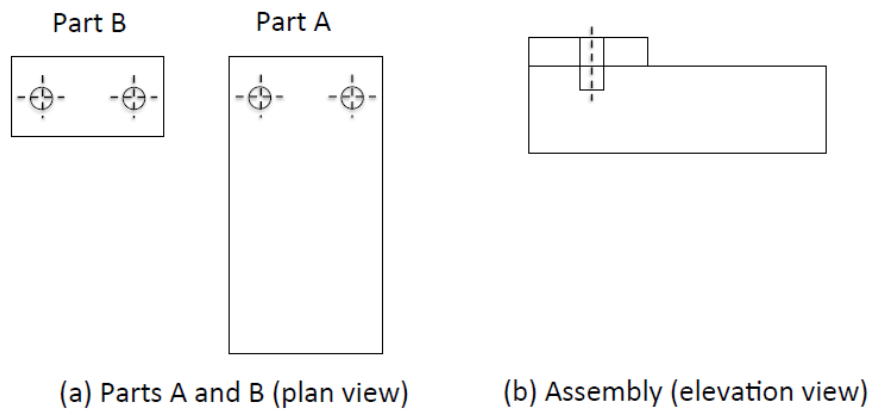 Part B
Part A
(a) Parts A and B (plan view)
(b) Assembly (elevation view)